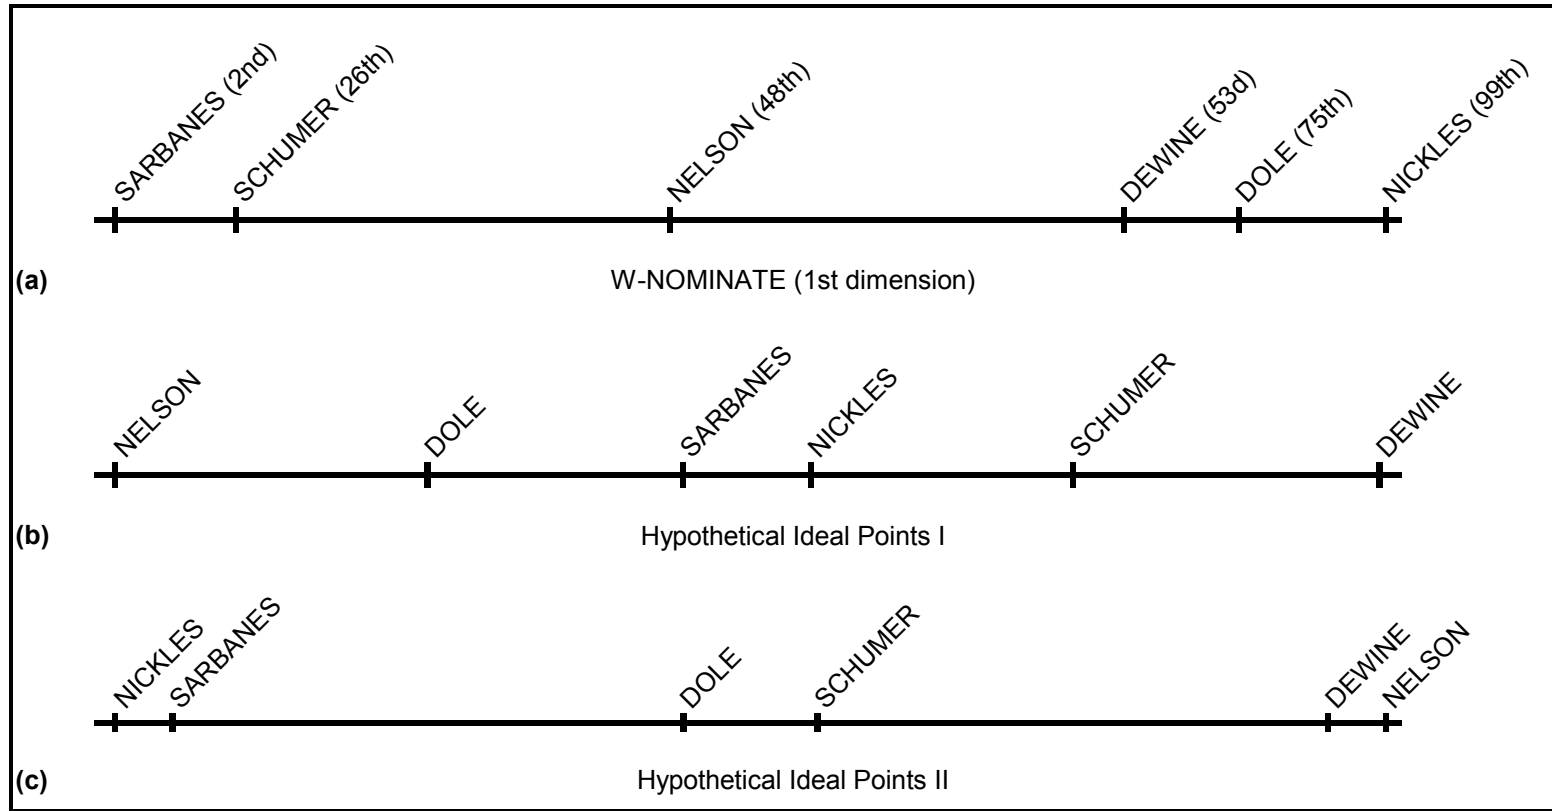 SARBANES (2nd)
SCHUMER (26th)
NELSON (48th)
DEWINE (53d)
DOLE (75th)
NICKLES (99th)
(a)
W-NOMINATE (1st dimension)
NELSON
DOLE
SARBANES
NICKLES
SCHUMER
DEWINE
(b)
Hypothetical Ideal Points I
NICKLES
SARBANES
DOLE
SCHUMER
DEWINE
NELSON
(c)
Hypothetical Ideal Points II